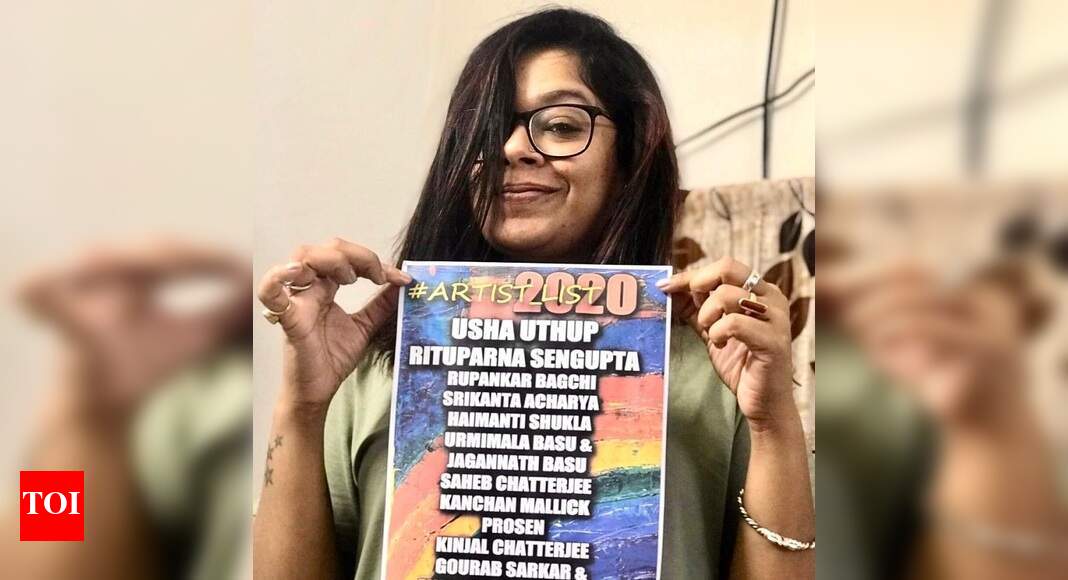 #ARTIST_LIST 2020
USHA UTHUP
RITUPARNA SENGUPTA
RUPANKAR BAGCHI
SRIKANTA ACHARYA
HAIMANTI SHUKLA
URMIMALA BASU &
JAGANNATH BASU
SAHEB CHATTERJEE
KANCHAN MALLICK
PROSEN
KINJAL CHATTERJEE
GOURAB SARKAR &
TOI